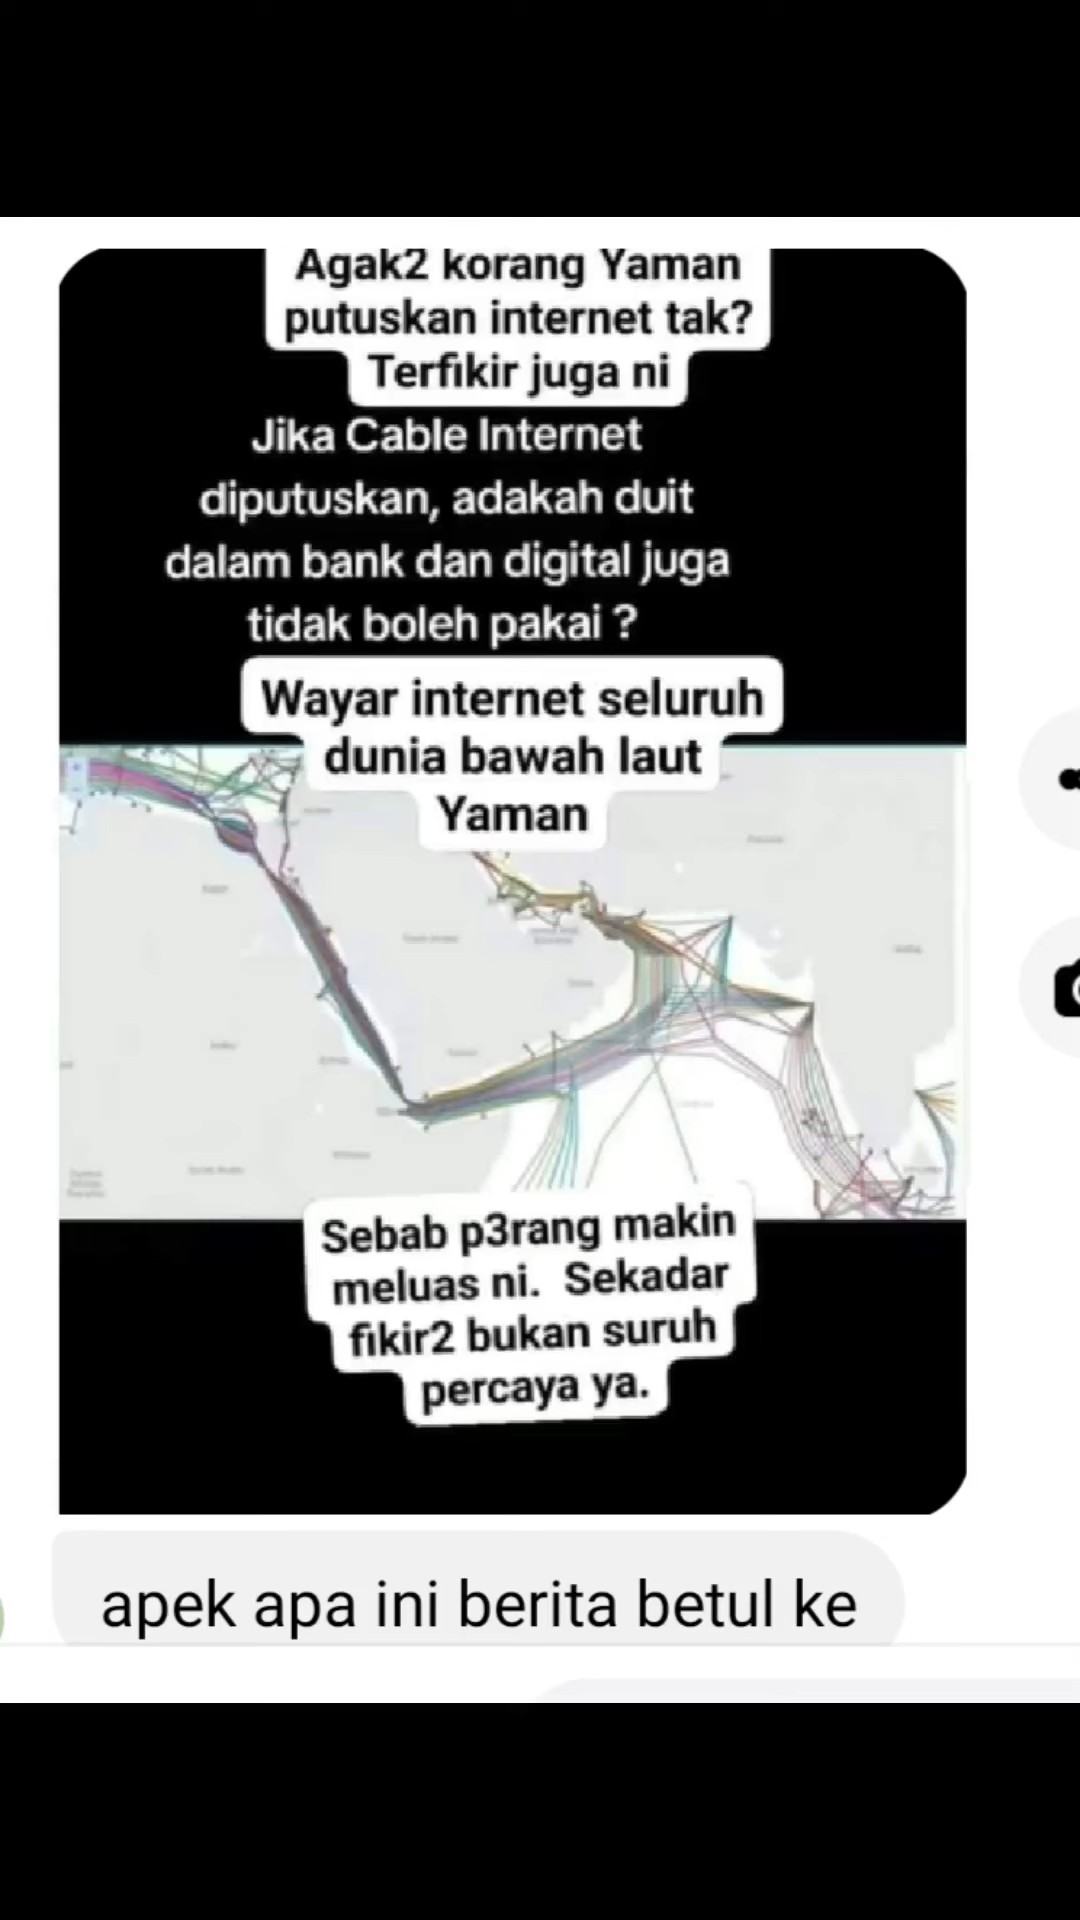 Agak2 korang Yaman
putuskan internet tak?
Terfikir juga ni
Jika Cable Internet
diputuskan, adakah duit
dalam bank dan digital juga
tidak boleh pakai ?
Wayar internet seluruh
dunia bawah laut
Yaman
Sebab p3rang makin
meluas ni. Sekadar
fikir2 bukan suruh
percaya ya.
apek apa ini berita betul ke